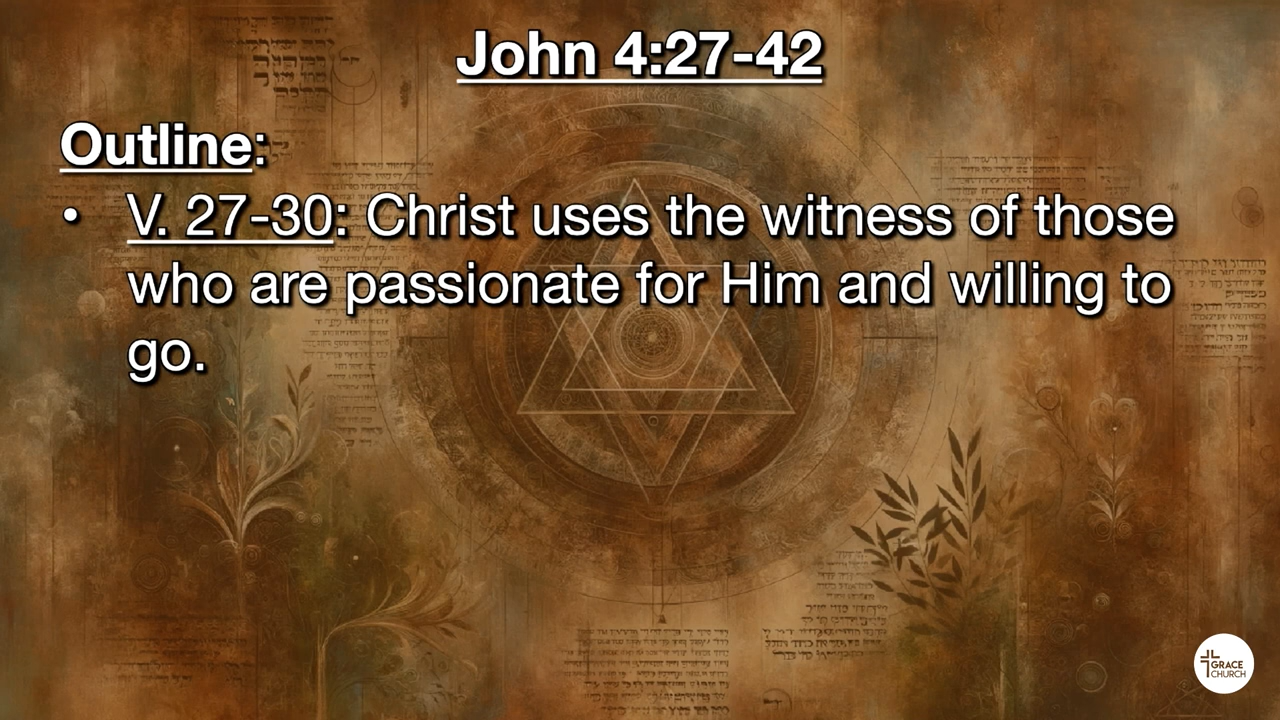 John 4:27-42
Outline:
• V. 27-30: Christ uses the witness of those
who are passionate for Him and willing to
go.
GRACE
CHURCH